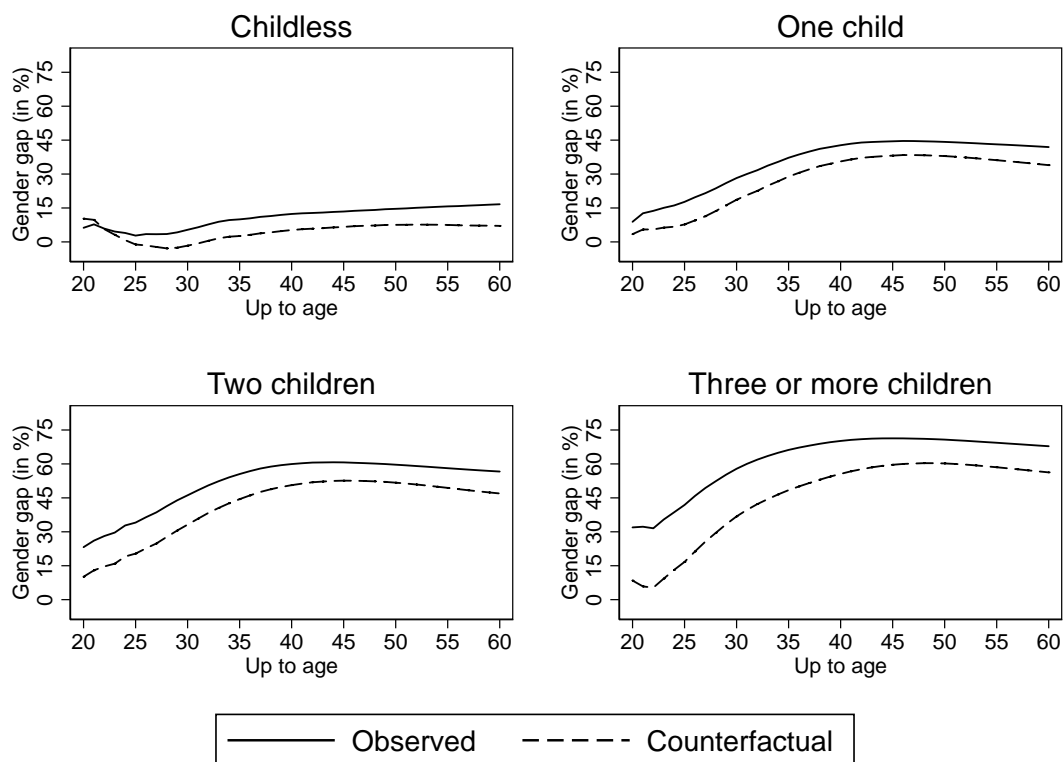 Childless
Gender gap (in %)
75
60
45
30
15
0
20 25 30 35 40 45 50 55 60
Up to age
One child
Gender gap (in %)
75
60
45
30
15
0
20 25 30 35 40 45 50 55 60
Up to age
Two children
Gender gap (in %)
75
60
45
30
15
0
20 25 30 35 40 45 50 55 60
Up to age
Three or more children
Gender gap (in %)
75
60
45
30
15
0
20 25 30 35 40 45 50 55 60
Up to age
Observed Counterfactual